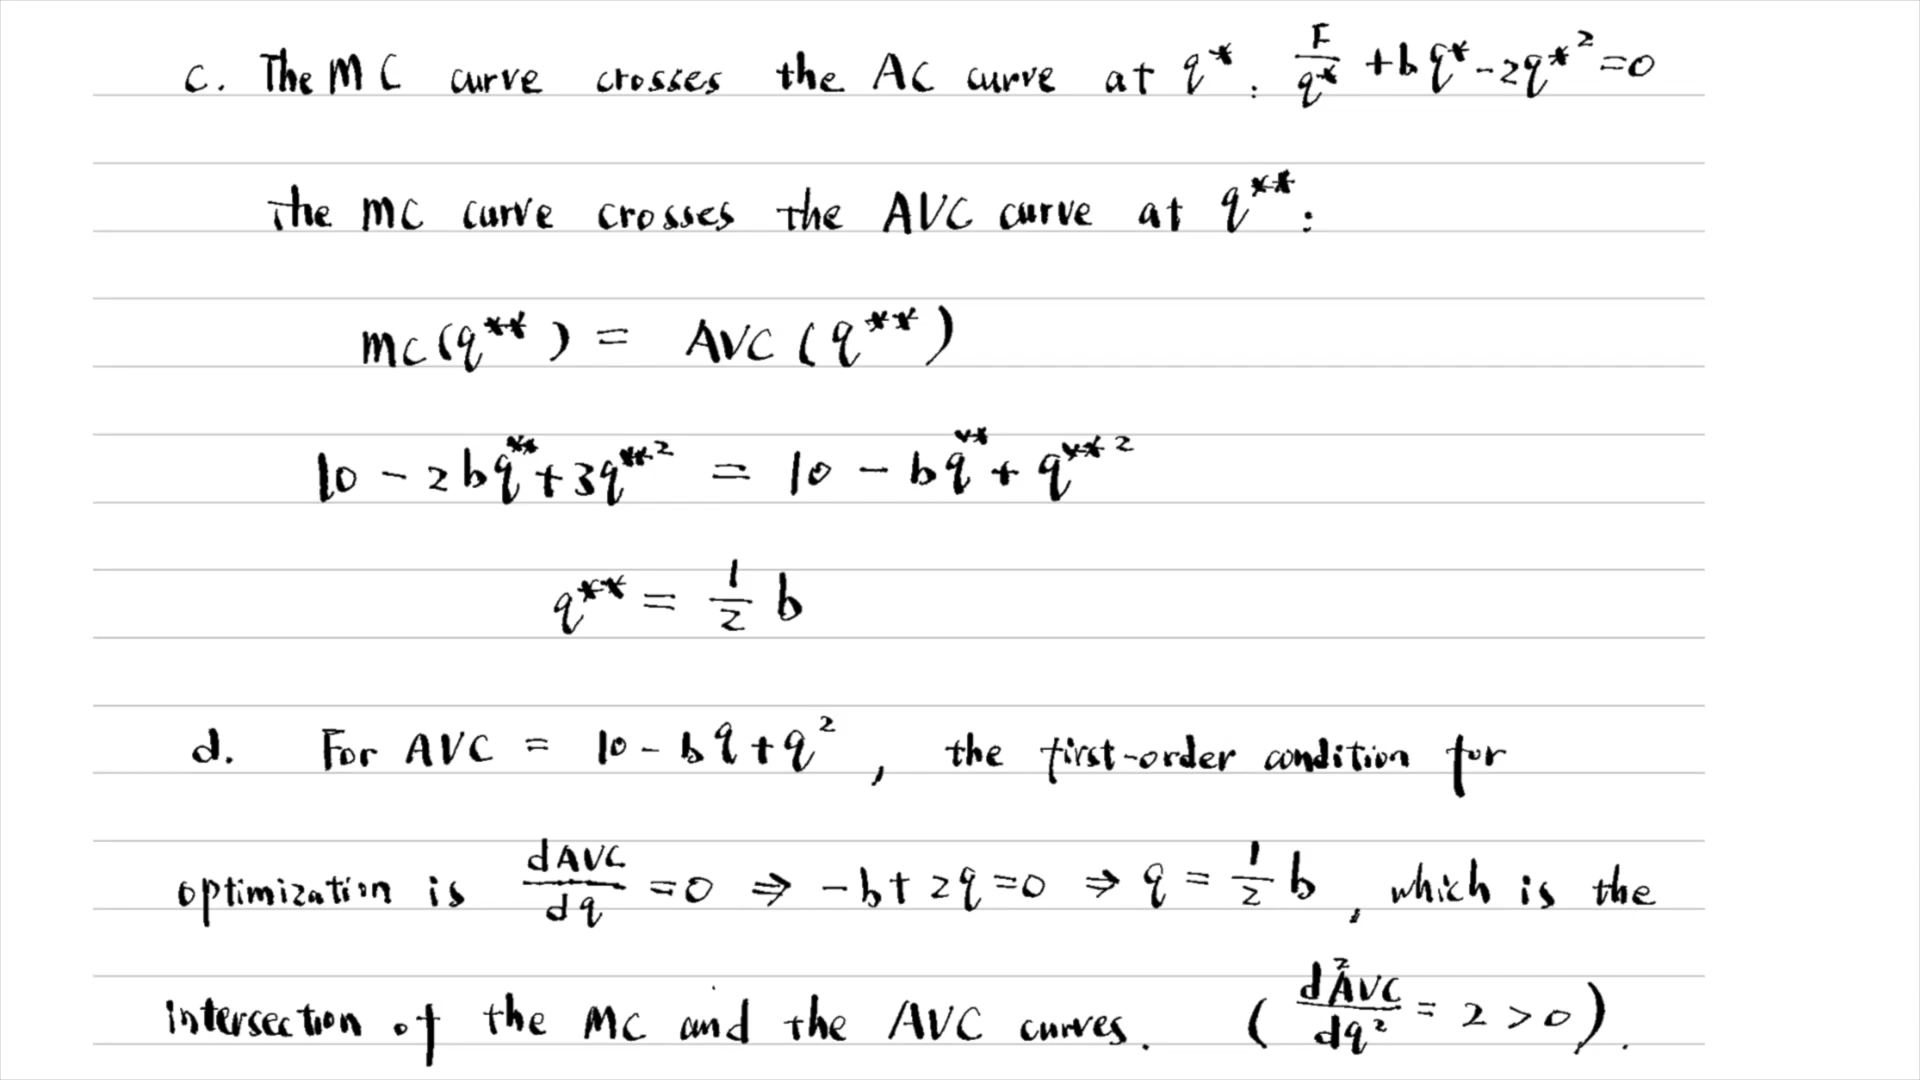 c. The MC curve crosses the AC curve at q*: F/q* + bq* - 2q*² = 0
The MC curve crosses the AVC curve at q**:
MC(q**) = AVC(q**)
10 - 2bq** + 3q**² = 10 - bq** + q**²
q** = 1/2 b
d. For AVC = 10 - bq + q², the first-order condition for
optimization is dAVC/dq = 0 ⇒ -b + 2q = 0 ⇒ q = 1/2 b, which is the
intersection of the MC and the AVC curves. (d²AVC/dq² = 2 > 0).